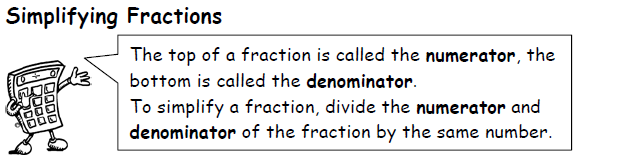 Simplifying Fractions
The top of a fraction is called the numerator, the
bottom is called the denominator.
To simplify a fraction, divide the numerator and
denominator of the fraction by the same number.